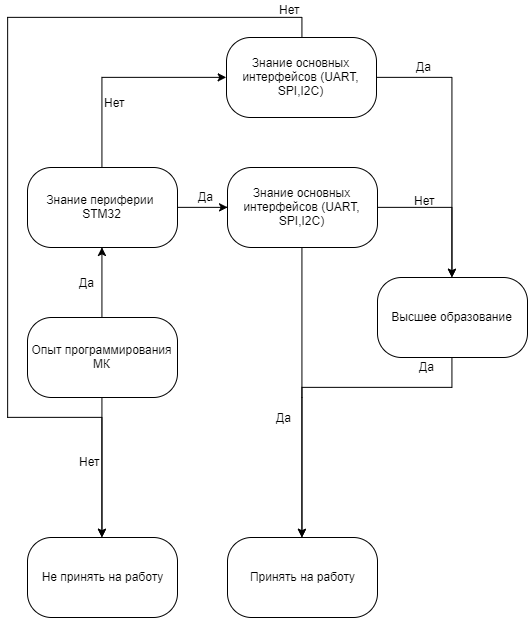 Нет
Знание основных
интерфейсов (UART,
SPI,I2C)
Да
Нет
Знание периферии
STM32
Да
Знание основных
интерфейсов (UART,
SPI,I2C)
Нет
Да
Высшее образование
Опыт программирования
МК
Да
Да
Нет
Не принять на работу
Принять на работу